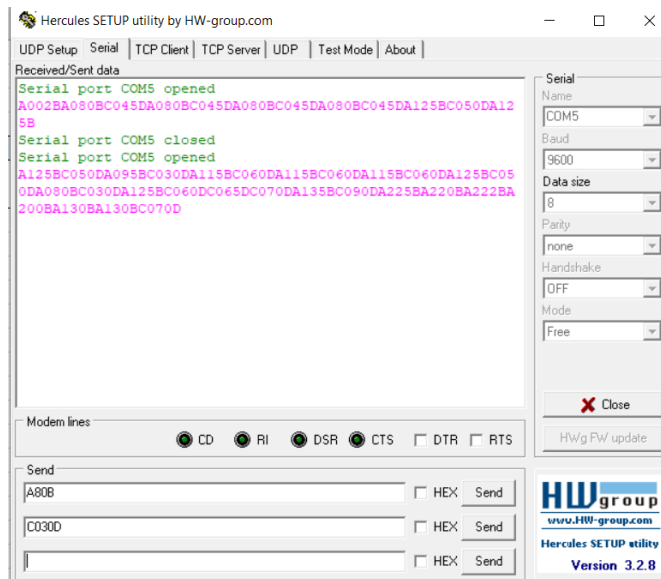 Hercules SETUP utility by HW-group.com
UDP Setup Serial TCP Client TCP Server UDP Test Mode About
Received/Sent data
Serial port COM5 opened
A002BA080BC045DA080BC045DA080BC045DA080BC045DA125BC050DA12
5B
Serial port COM5 closed
Serial port COM5 opened
A125BC050DA095BC030DA115BC060DA115BC060DA115BC060DA125BC05
0DA080BC030DA125BC060DC065DC070DA135BC090DA225BA220BA222BA
200BA130BA130BC070D
Serial
Name
COM5
Baud
9600
Data size
8
Parity
none
Handshake
OFF
Mode
Free
Close
HWg FW update
Modem lines
CD RI DSR CTS DTR RTS
Send
A80B HEX Send
C030D HEX Send
HEX Send
HW group
www.HW-group.com
Hercules SETUP utility
Version 3.2.8